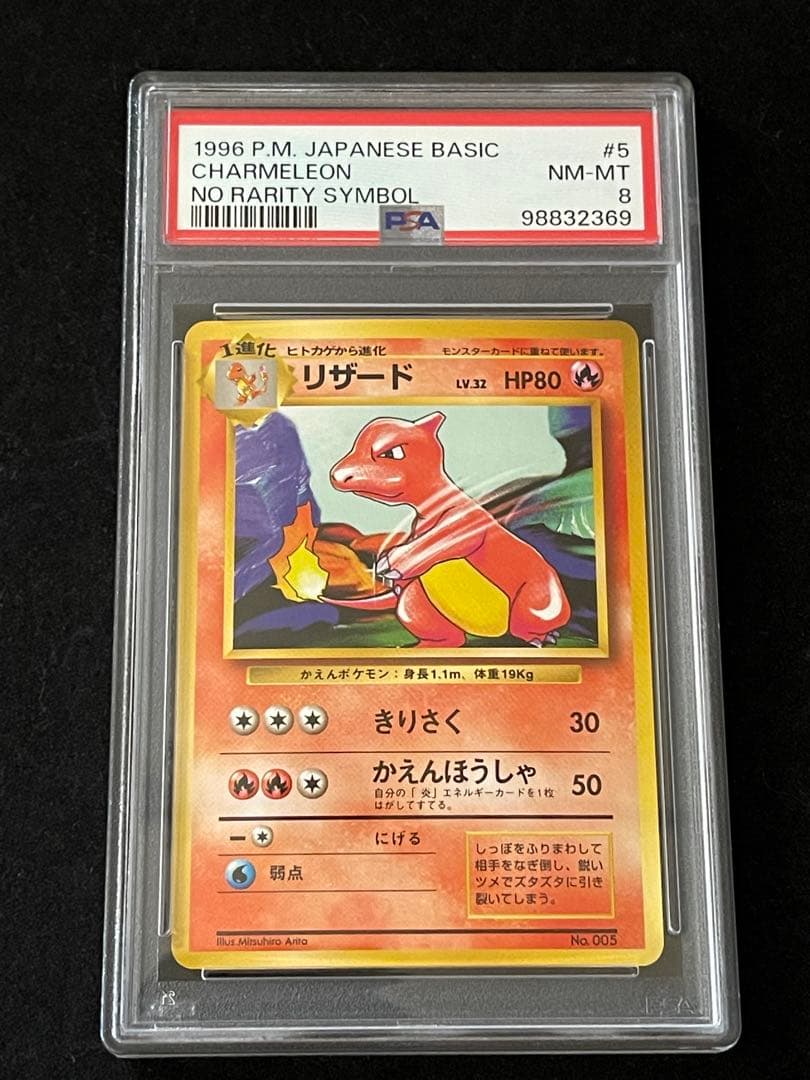 1996 P.M. JAPANESE BASIC #5
CHARMELEON NM-MT
NO RARITY SYMBOL 8
PSA 98832369
1進化 ヒトカゲから進化 モンスターカードに重ねて使います。
リザード LV.32 HP80
かえんポケモン：身長1.1m、体重19Kg
きりさく 30
かえんほうしゃ 50
自分の「炎」エネルギーカードを1枚
はがしてすてる。
にげる
弱点
しっぽをふりまわして
相手をなぎ倒し、鋭い
ツメでズタズタに引き
裂いてしまう。
Illus.Mitsuhiro Arita No.005
PSA